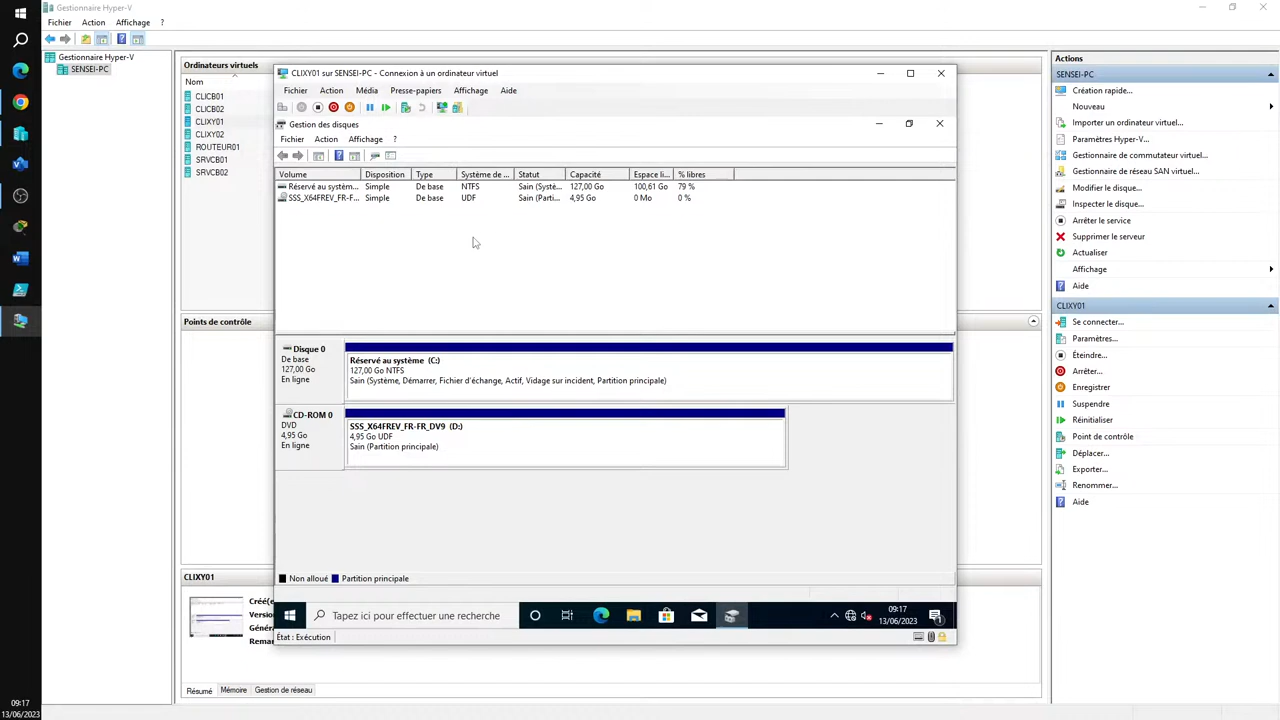 Gestionnaire Hyper-V
Fichier Action Affichage ?
Gestionnaire Hyper-V
SENSEI-PC
Ordinateurs virtuels
Nom
CLICB01
CLICB02
CLIXY01
CLIXY02
ROUTEUR01
SRVCB01
SRVCB02
Points de contrôle
CLIXY01
Créé(e
Version
Géné
Rema
Résumé Mémoire Gestion de réseau
CLIXY01 sur SENSEI-PC - Connexion à un ordinateur virtuel
Fichier Action Média Presse-papiers Affichage Aide
Gestion des disques
Fichier Action Affichage ?
Volume Disposition Type Système de ... Statut Capacité Espace li... % libres
Réservé au systèm... Simple De base NTFS Sain (Systè... 127,00 Go 100,61 Go 79 %
SSS_X64FREV_FR-F... Simple De base UDF Sain (Parti... 4,95 Go 0 Mo 0 %
Disque 0
De base
127,00 Go
En ligne
Réservé au système (C:)
127,00 Go NTFS
Sain (Système, Démarrer, Fichier d'échange, Actif, Vidage sur incident, Partition principale)
CD-ROM 0
DVD
4,95 Go
En ligne
SSS_X64FREV_FR-FR_DV9 (D:)
4,95 Go UDF
Sain (Partition principale)
Non alloué Partition principale
Tapez ici pour effectuer une recherche
09:17
13/06/2023
1
État : Exécution
Actions
SENSEI-PC
Création rapide...
Nouveau
Importer un ordinateur virtuel...
Paramètres Hyper-V...
Gestionnaire de commutateur virtuel...
Gestionnaire de réseau SAN virtuel...
Modifier le disque...
Inspecter le disque...
Arrêter le service
Supprimer le serveur
Actualiser
Affichage
Aide
CLIXY01
Se connecter...
Paramètres...
Éteindre...
Arrêter...
Enregistrer
Suspendre
Réinitialiser
Point de contrôle
Déplacer...
Exporter...
Renommer...
Aide
09:17
13/06/2023